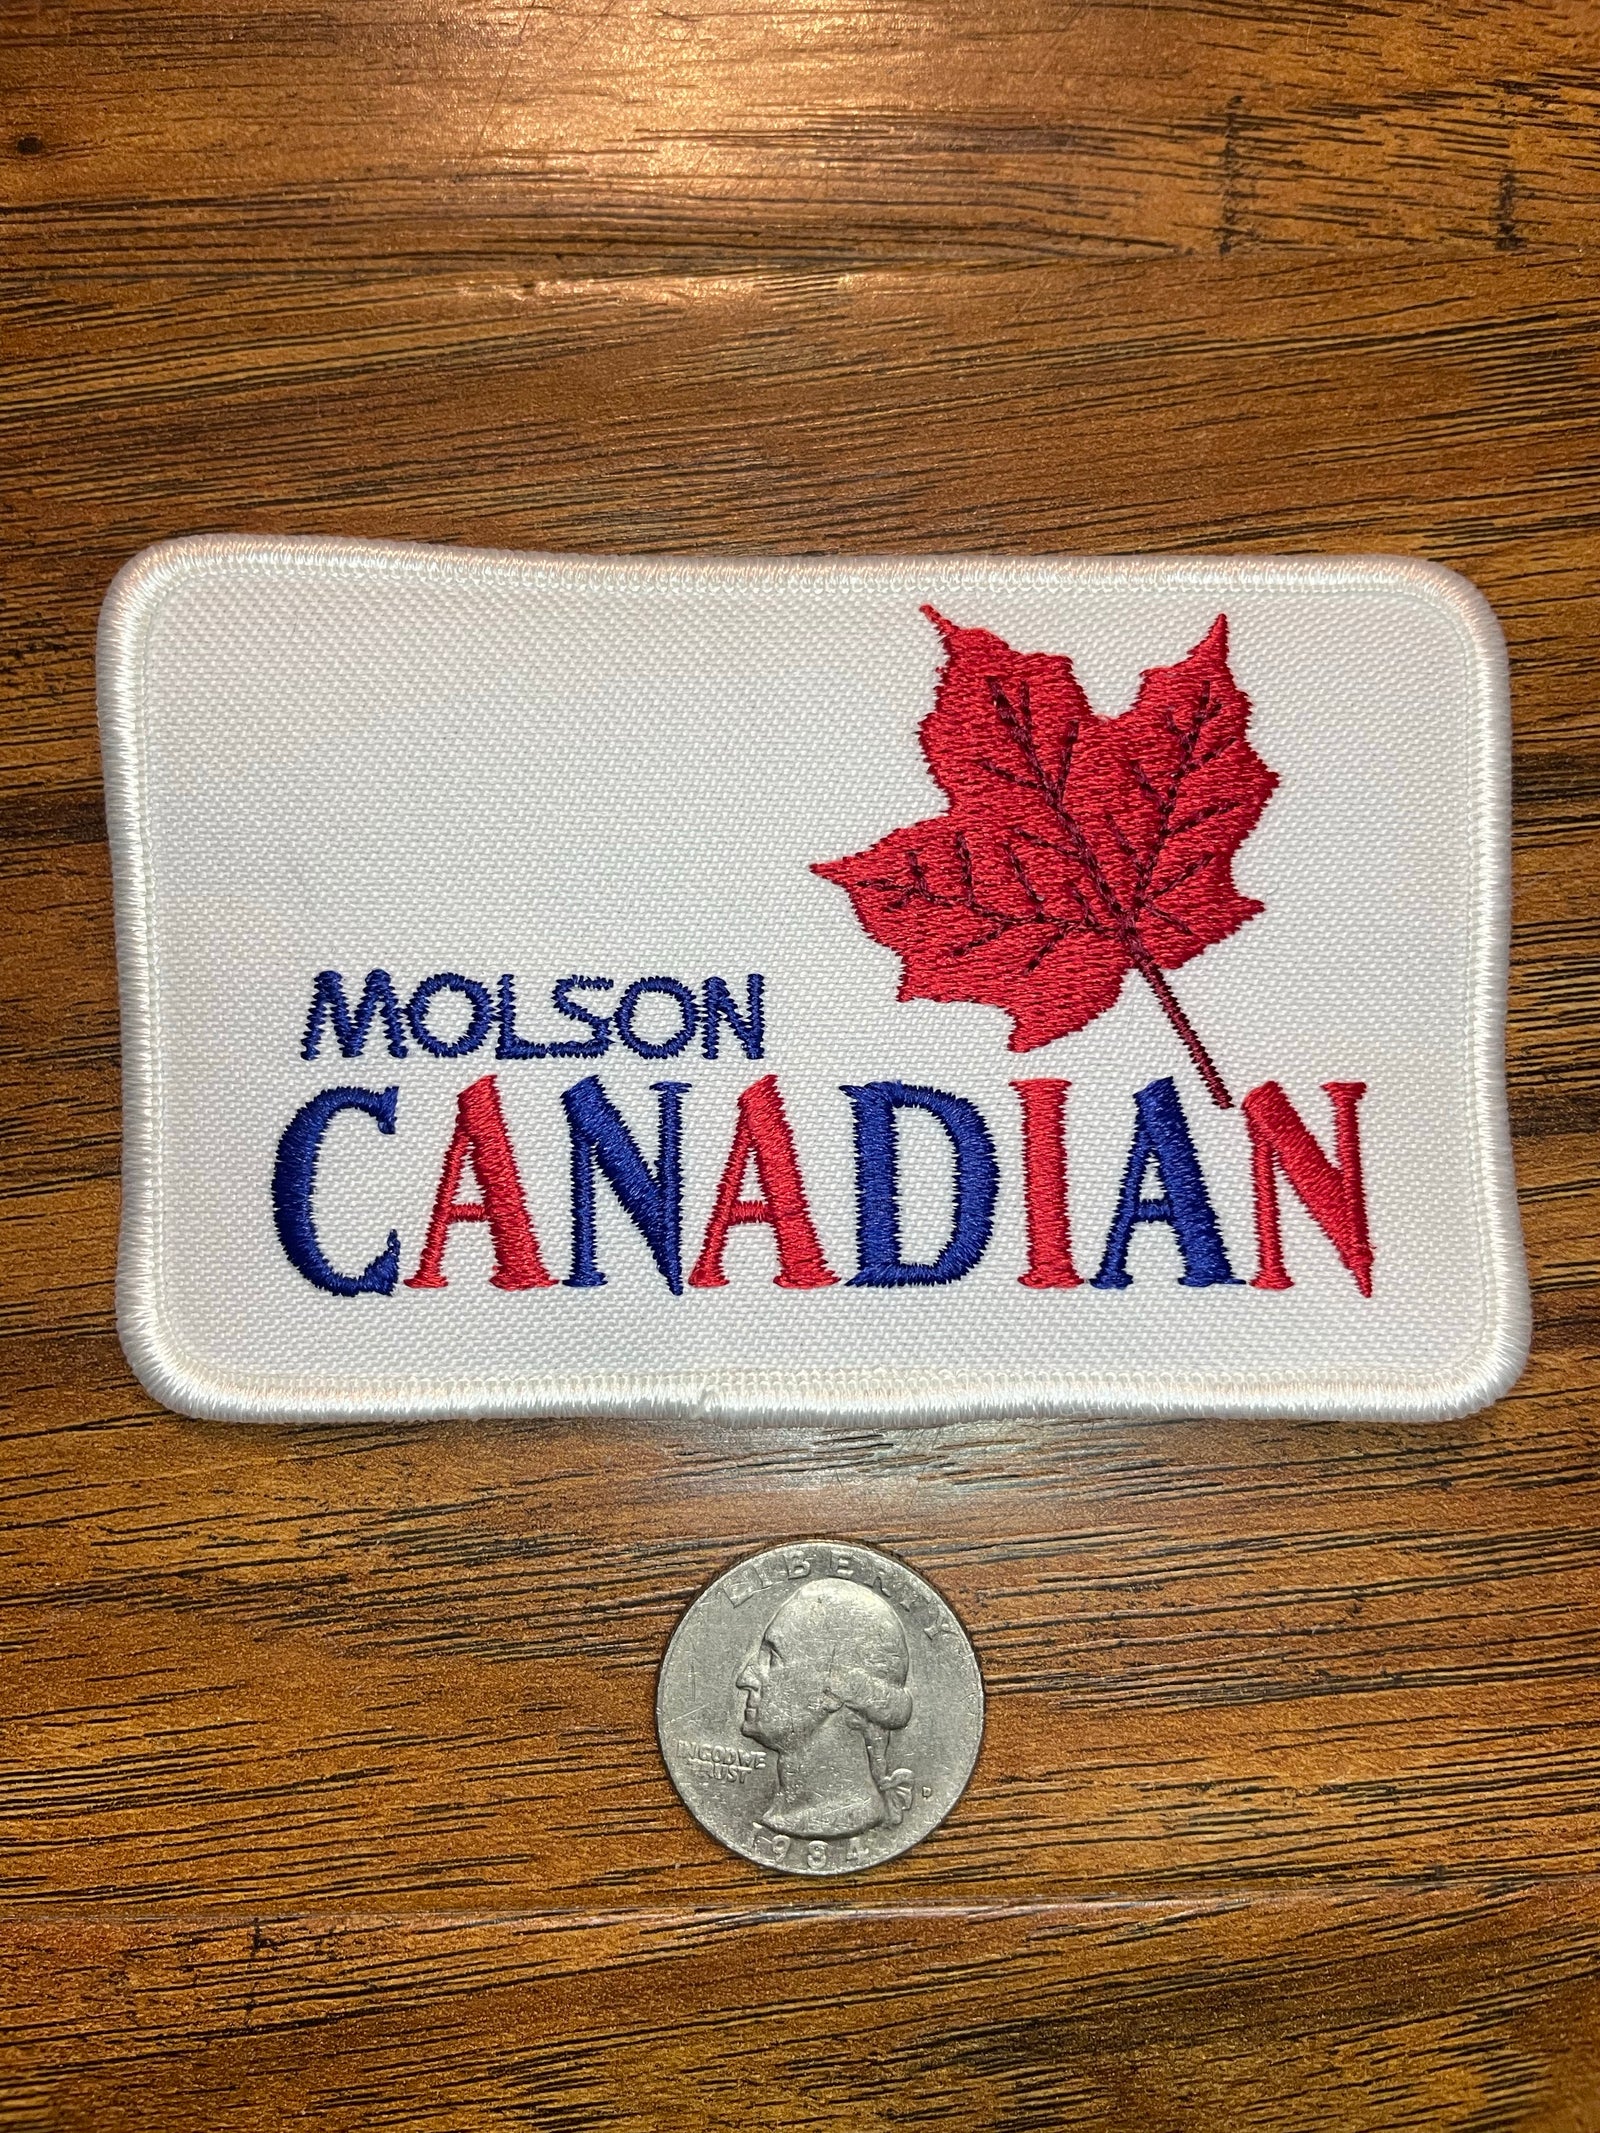 MOLSON
CANADIAN
LIBERTY
IN GOD WE
TRUST
D
1984